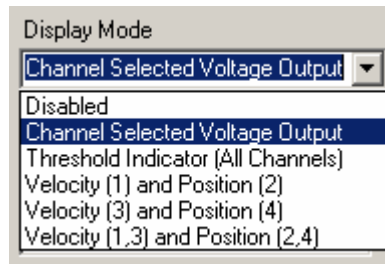 Display Mode
Channel Selected Voltage Output
Disabled
Channel Selected Voltage Output
Threshold Indicator (All Channels)
Velocity (1) and Position (2)
Velocity (3) and Position (4)
Velocity (1,3) and Position (2,4)